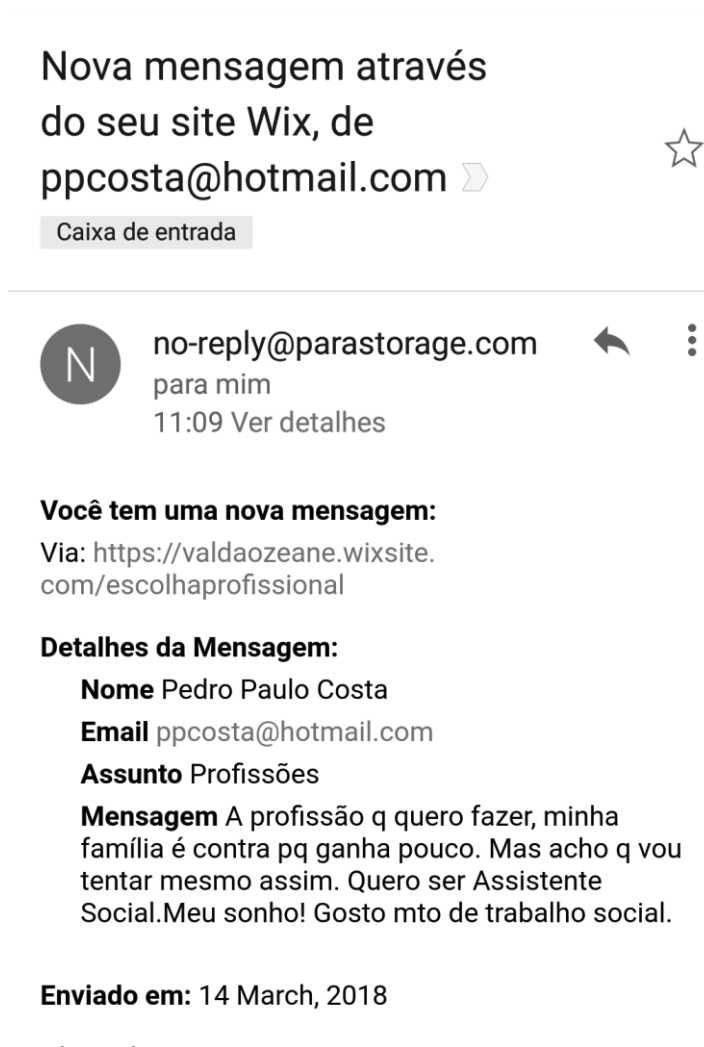 Nova mensagem através
do seu site Wix, de
ppcosta@hotmail.com
Caixa de entrada
N
no-reply@parastorage.com
para mim
11:09 Ver detalhes
Você tem uma nova mensagem:
Via: https://valdaozeane.wixsite.
com/escolhaprofissional
Detalhes da Mensagem:
Nome Pedro Paulo Costa
Email ppcosta@hotmail.com
Assunto Profissões
Mensagem A profissão q quero fazer, minha
família é contra pq ganha pouco. Mas acho q vou
tentar mesmo assim. Quero ser Assistente
Social.Meu sonho! Gosto mto de trabalho social.
Enviado em: 14 March, 2018